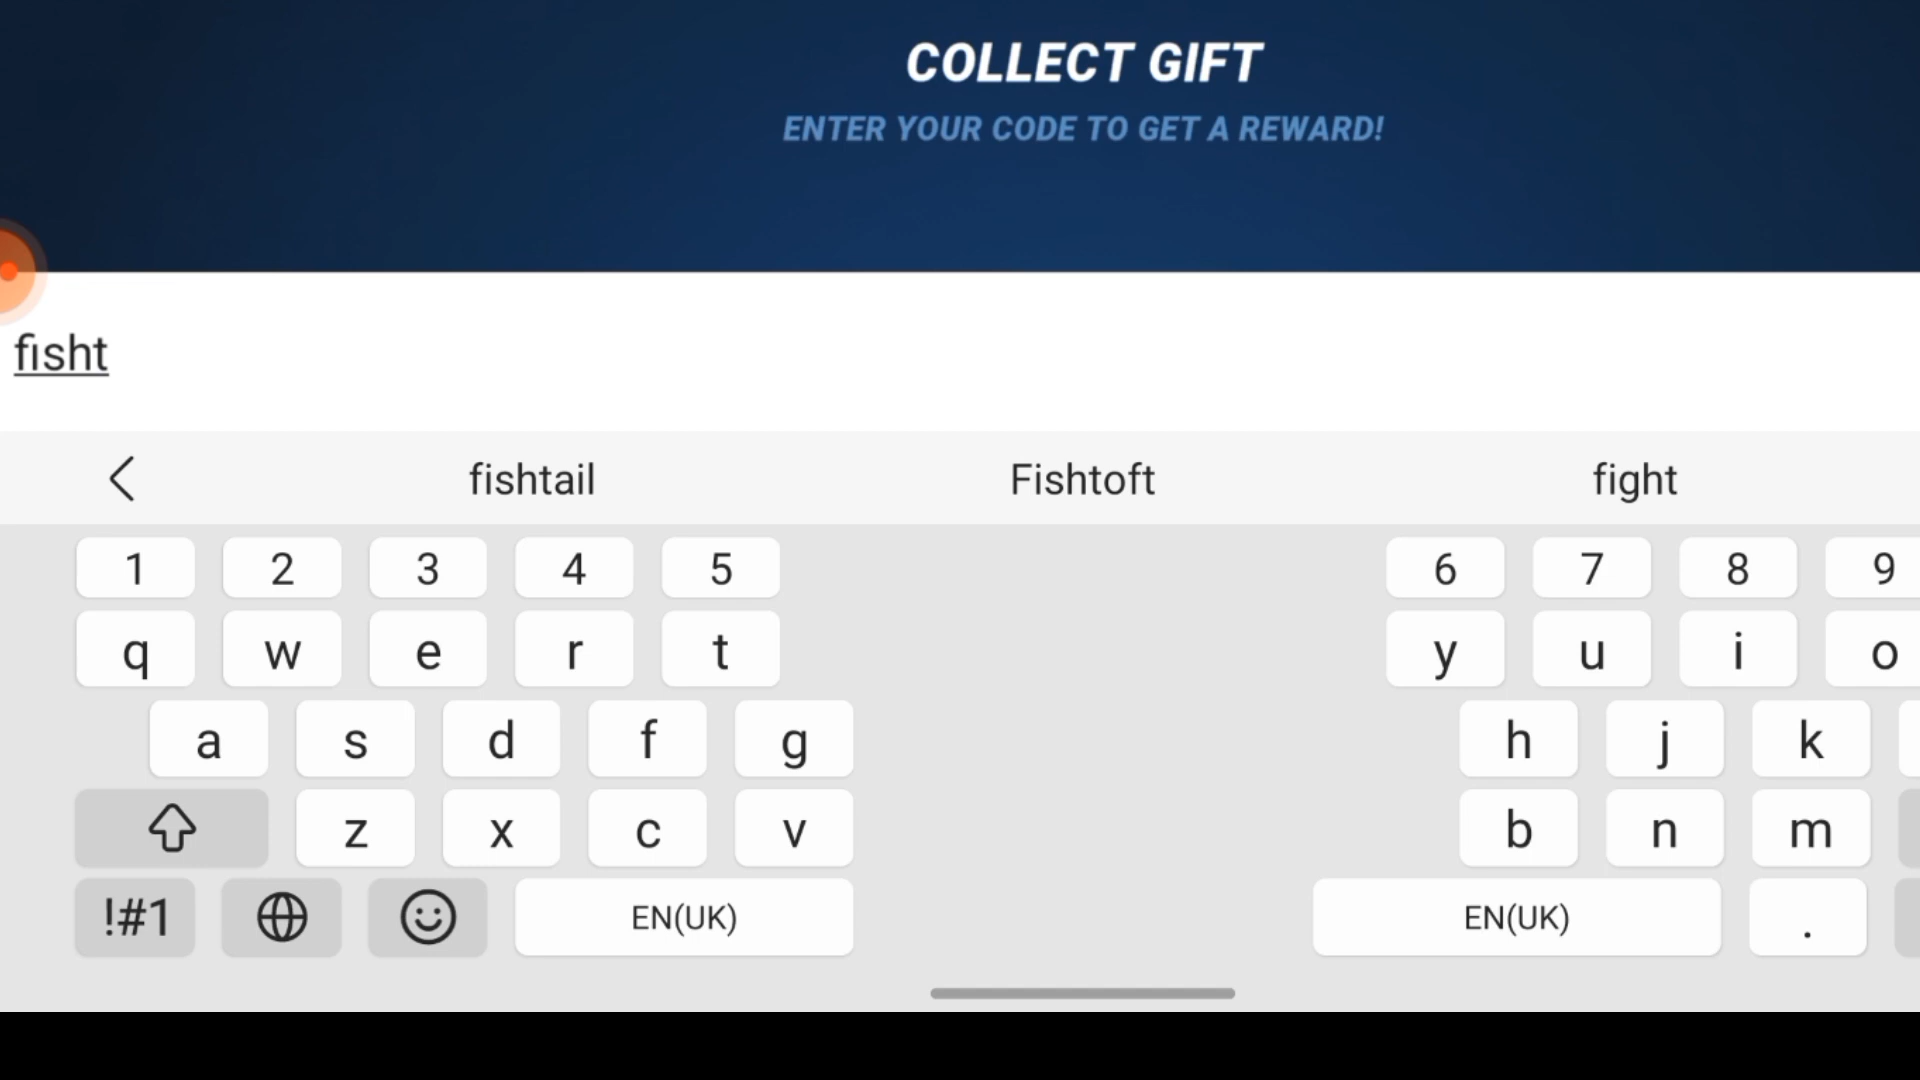 COLLECT GIFT
ENTER YOUR CODE TO GET A REWARD!
fisht
fishtail Fishtoft fight
1 2 3 4 5 6 7 8 9
q w e r t y u i o
a s d f g h j k
z x c v b n m
!#1 EN(UK) EN(UK) .